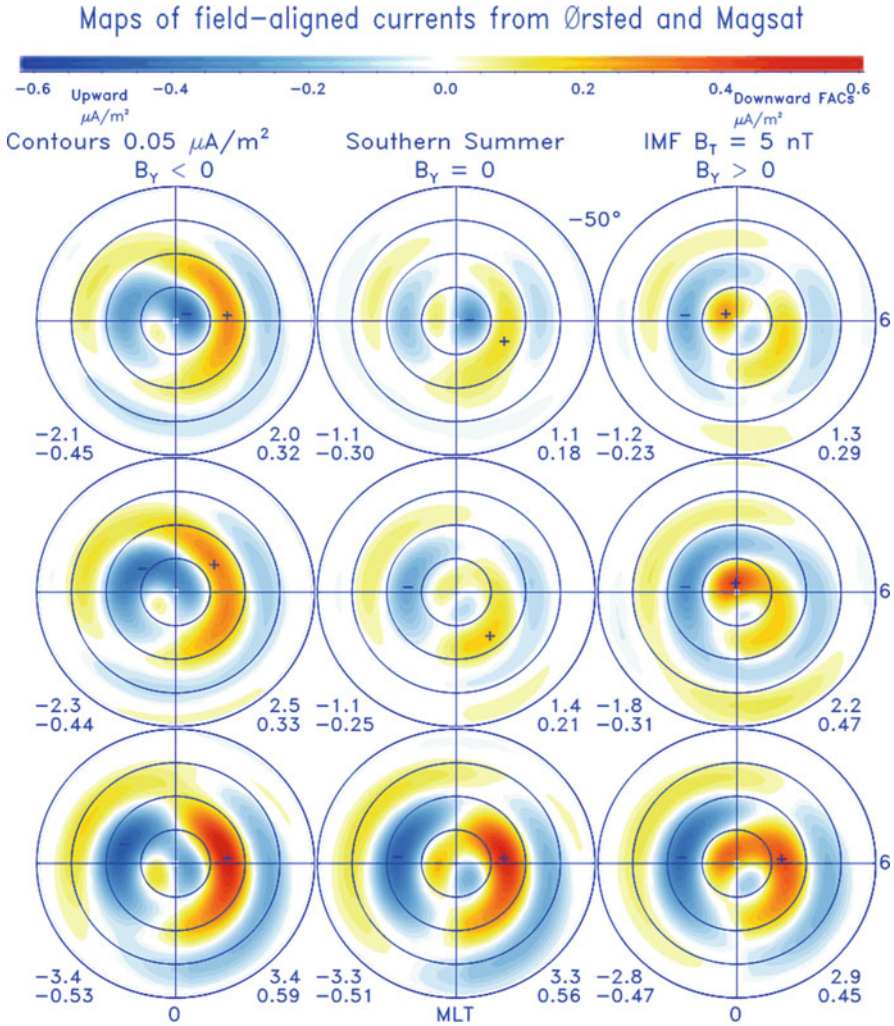 Maps of field-aligned currents from Ørsted and Magsat
-0.6 -0.4 -0.2 0.0 0.2 0.4 0.6
Upward Downward FACs
μA/m² μA/m²
Contours 0.05 μA/m² Southern Summer IMF B_T = 5 nT
B_Y < 0 B_Y = 0 B_Y > 0
-50°
- + - + - + 6
-2.1 2.0 -1.1 1.1 -1.2 1.3
-0.45 0.32 -0.30 0.18 -0.23 0.29
- + - + - + 6
-2.3 2.5 -1.1 1.4 -1.8 2.2
-0.44 0.33 -0.25 0.21 -0.31 0.47
- + - + - + 6
-3.4 3.4 -3.3 3.3 -2.8 2.9
-0.53 0.59 -0.51 0.56 -0.47 0.45
0 MLT 0